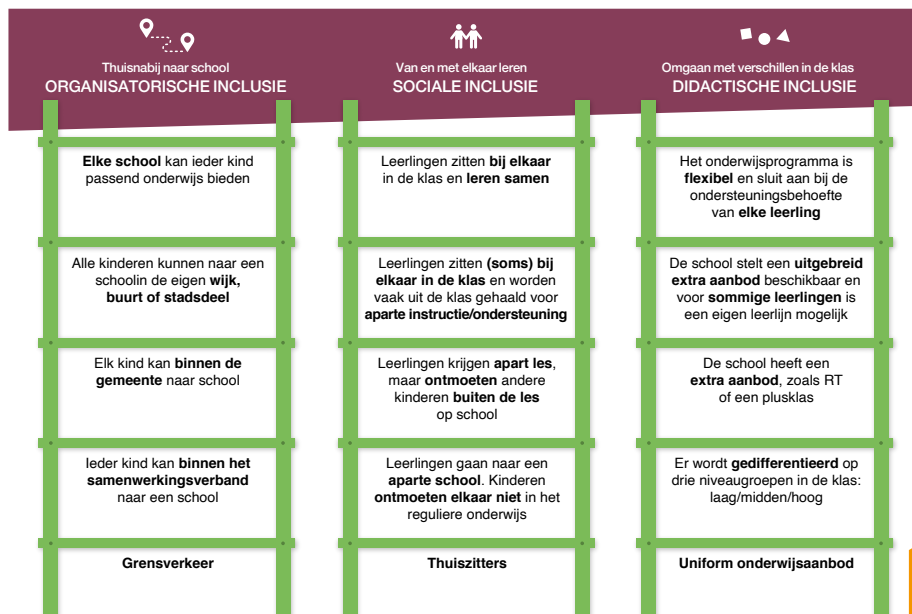 Thuisnabij naar school
ORGANISATORISCHE INCLUSIE
Elke school kan ieder kind
passend onderwijs bieden
Alle kinderen kunnen naar een
schoolin de eigen wijk,
buurt of stadsdeel
Elk kind kan binnen de
gemeente naar school
Ieder kind kan binnen het
samenwerkingsverband
naar een school
Grensverkeer
Van en met elkaar leren
SOCIALE INCLUSIE
Leerlingen zitten bij elkaar
in de klas en leren samen
Leerlingen zitten (soms) bij
elkaar in de klas en worden
vaak uit de klas gehaald voor
aparte instructie/ondersteuning
Leerlingen krijgen apart les,
maar ontmoeten andere
kinderen buiten de les
op school
Leerlingen gaan naar een
aparte school. Kinderen
ontmoeten elkaar niet in het
reguliere onderwijs
Thuiszitters
Omgaan met verschillen in de klas
DIDACTISCHE INCLUSIE
Het onderwijsprogramma is
flexibel en sluit aan bij de
ondersteuningsbehoefte
van elke leerling
De school stelt een uitgebreid
extra aanbod beschikbaar en
voor sommige leerlingen is
een eigen leerlijn mogelijk
De school heeft een
extra aanbod, zoals RT
of een plusklas
Er wordt gedifferentieerd op
drie niveaugroepen in de klas:
laag/midden/hoog
Uniform onderwijsaanbod